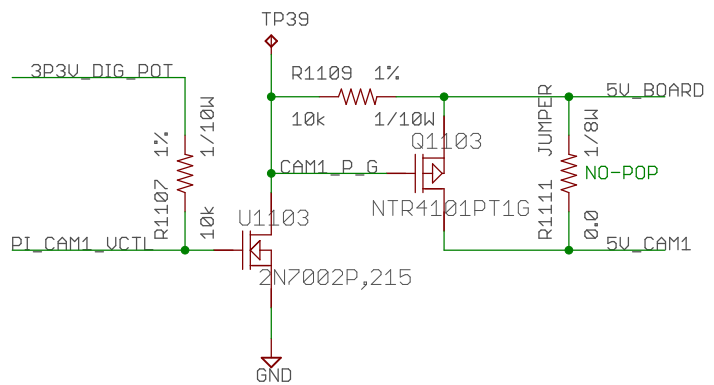 TP39
3P3V_DIG_POT
R1109 1%
10k 1/10W
5V_BOARD
JUMPER
1/8W
R1107
1%
1/10W
10k
Q1103
CAM1_P_G
NO-POP
NTR4101PT1G
R1111
0.0
U1103
PI_CAM1_VCTL
5V_CAM1
2N7002P,215
GND